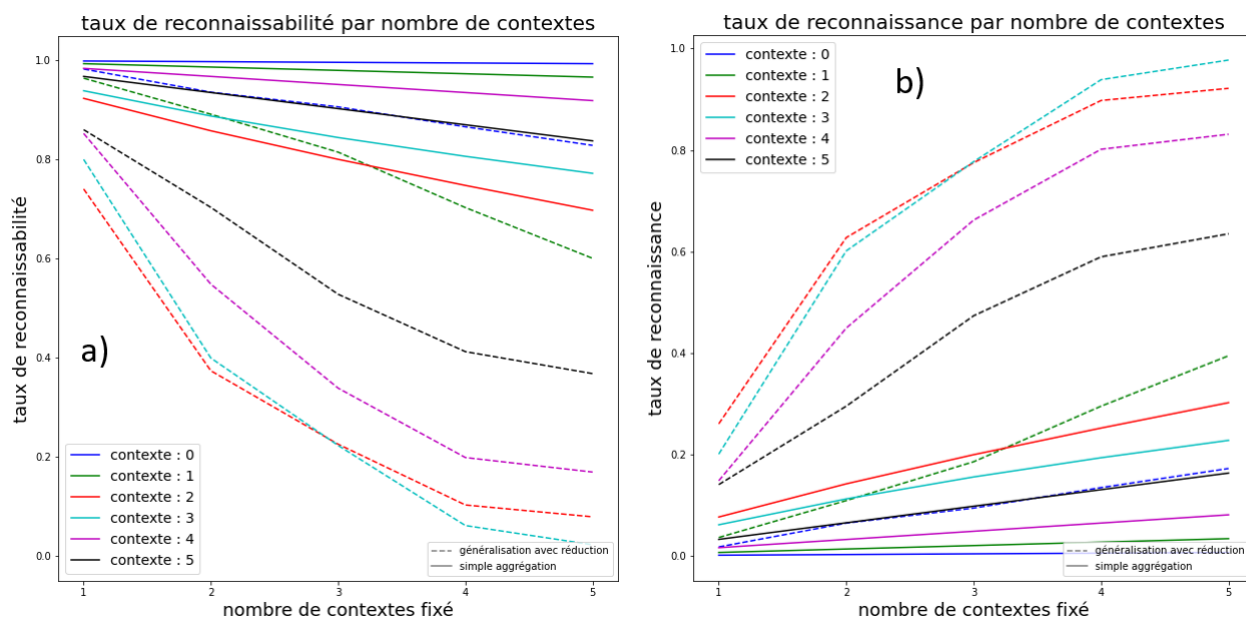 taux de reconnaissabilité par nombre de contextes
1.0
0.8
0.6
0.4
0.2
0.0
taux de reconnaissabilité
a)
contexte : 0
contexte : 1
contexte : 2
contexte : 3
contexte : 4
contexte : 5
généralisation avec réduction
simple aggrégation
1 2 3 4 5
nombre de contextes fixé
taux de reconnaissance par nombre de contextes
1.0
0.8
0.6
0.4
0.2
0.0
taux de reconnaissance
contexte : 0
contexte : 1
contexte : 2
contexte : 3
contexte : 4
contexte : 5
b)
généralisation avec réduction
simple aggrégation
1 2 3 4 5
nombre de contextes fixé